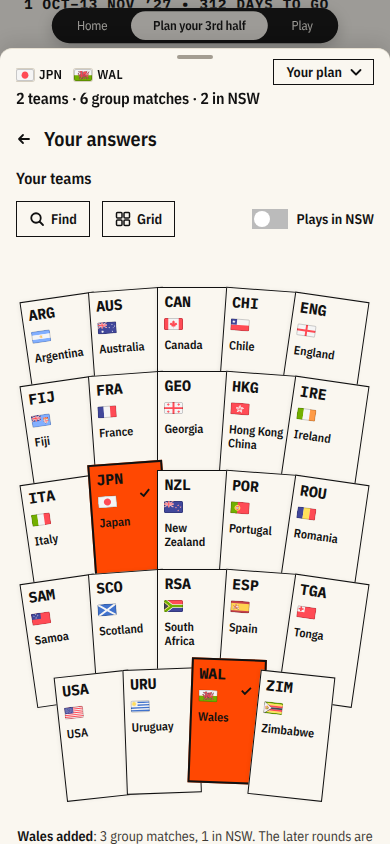 1 OCT–13 NOV ’27 • 312 DAYS TO GO
Home Plan your 3rd half Play
JPN WAL
Your plan
2 teams · 6 group matches · 2 in NSW
Your answers
Your teams
Find Grid Plays in NSW
ARG AUS CAN CHI ENG
Argentina Australia Canada Chile England
FIJ FRA GEO HKG IRE
Fiji France Georgia Hong Kong China Ireland
ITA JPN NZL POR ROU
Italy Japan New Zealand Portugal Romania
SAM SCO RSA ESP TGA
Samoa Scotland South Africa Spain Tonga
USA URU WAL ZIM
USA Uruguay Wales Zimbabwe
Wales added: 3 group matches, 1 in NSW. The later rounds are